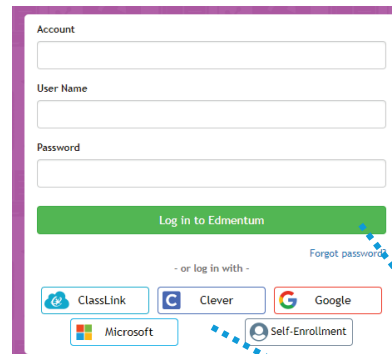 Account
User Name
Password
Log in to Edmentum
Forgot password?
- or log in with -
ClassLink C Clever G Google
Microsoft Self-Enrollment